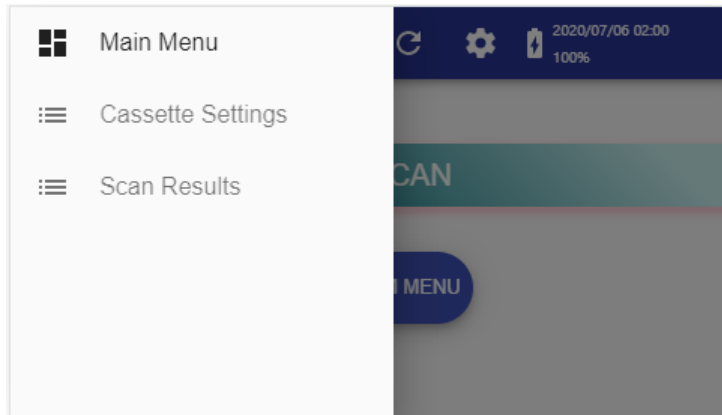 Main Menu
Cassette Settings
Scan Results
2020/07/06 02:00
100%
CAN
MENU